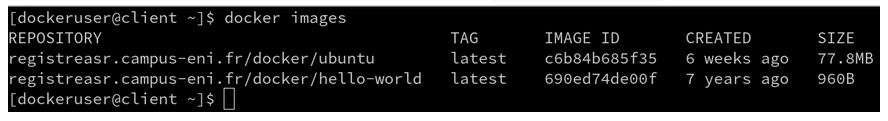 [dockeruser@client ~]$ docker images
REPOSITORY TAG IMAGE ID CREATED SIZE
registreasr.campus-eni.fr/docker/ubuntu latest c6b84b685f35 6 weeks ago 77.8MB
registreasr.campus-eni.fr/docker/hello-world latest 690ed74de00f 7 years ago 960B
[dockeruser@client ~]$